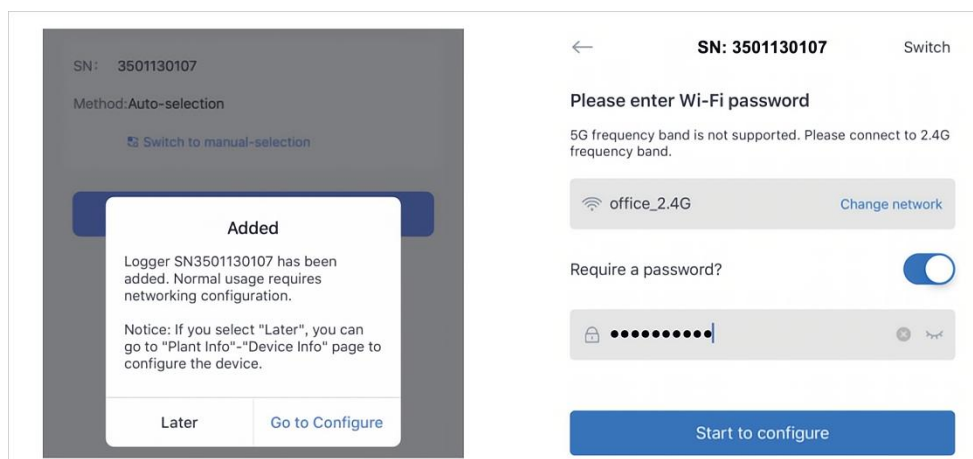 SN: 3501130107
Method:Auto-selection
Switch to manual-selection
Added
Logger SN3501130107 has been
added. Normal usage requires
networking configuration.
Notice: If you select "Later", you can
go to "Plant Info"-"Device Info" page to
configure the device.
Later
Go to Configure
SN: 3501130107
Switch
Please enter Wi-Fi password
5G frequency band is not supported. Please connect to 2.4G
frequency band.
office_2.4G
Change network
Require a password?
●●●●●●●●●●
Start to configure